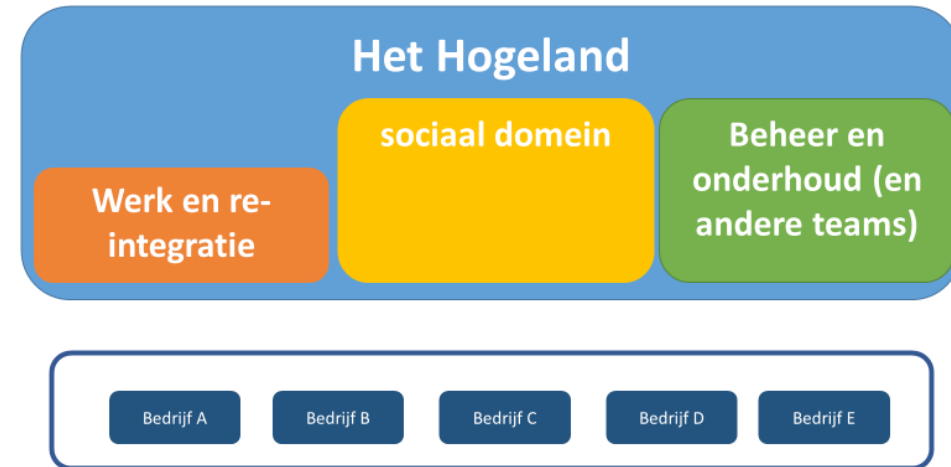 Het Hogeland
sociaal domein
Beheer en
onderhoud (en
andere teams)
Werk en re-
integratie
Bedrijf A
Bedrijf B
Bedrijf C
Bedrijf D
Bedrijf E